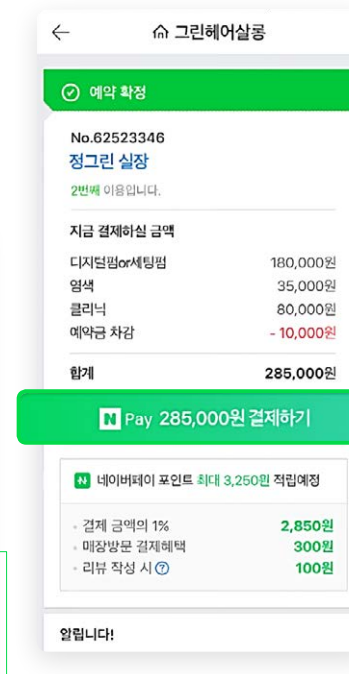 그린헤어살롱
예약 확정
No.62523346
정그린 실장
2번째 이용입니다.
지금 결제하실 금액
디지털펌or세팅펌 180,000원
염색 35,000원
클리닉 80,000원
예약금 차감 - 10,000원
합계 285,000원
N Pay 285,000원 결제하기
네이버페이 포인트 최대 3,250원 적립예정
결제 금액의 1% 2,850원
매장방문 결제혜택 300원
리뷰 작성 시 ? 100원
알립니다!